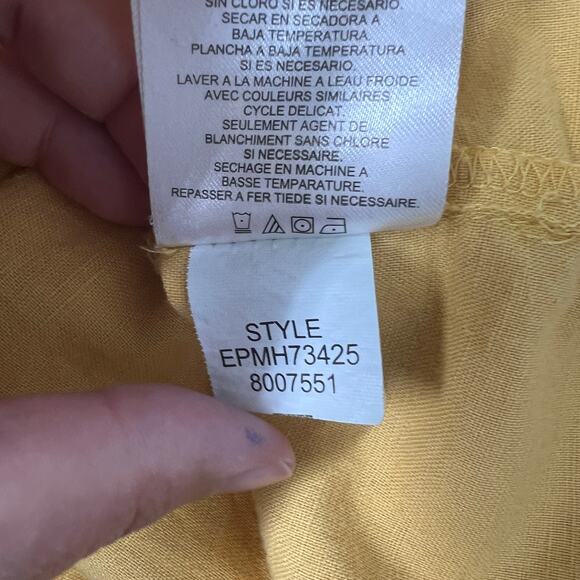 SIN CLORO SI ES NECESARIO.
SECAR EN SECADORA A
BAJA TEMPERATURA.
PLANCHA A BAJA TEMPERATURA
SI ES NECESARIO.
LAVER A LA MACHINE A LEAU FROIDE
AVEC COULEURS SIMILAIRES
CYCLE DELICAT.
SEULEMENT AGENT DE
BLANCHIMENT SANS CHLORE
SI NECESSAIRE.
SECHAGE EN MACHINE A
BASSE TEMPARATURE.
REPASSER A FER TIEDE SI NECESSAIRE.
STYLE
EPMH73425
8007551